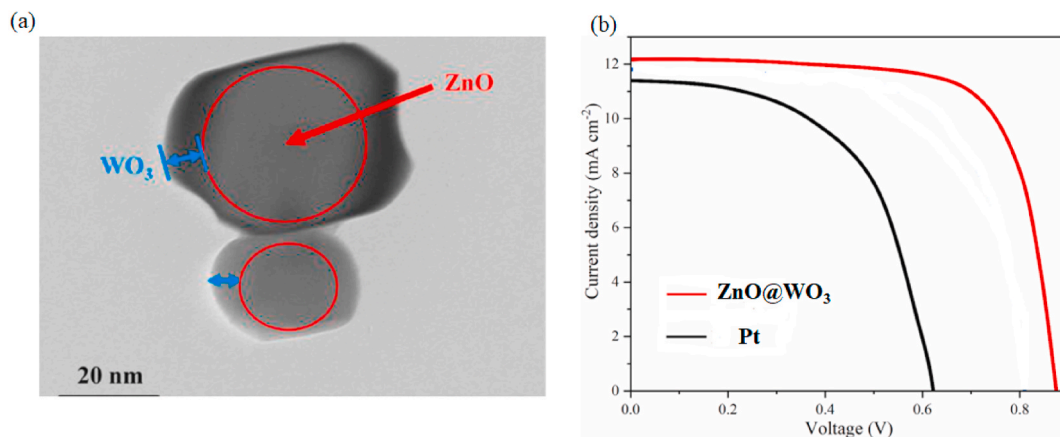 (a)
ZnO
WO₃
20 nm
(b)
Current density (mA cm⁻²)
12
10
8
6
4
2
0
ZnO@WO₃
Pt
0.0 0.2 0.4 0.6 0.8
Voltage (V)